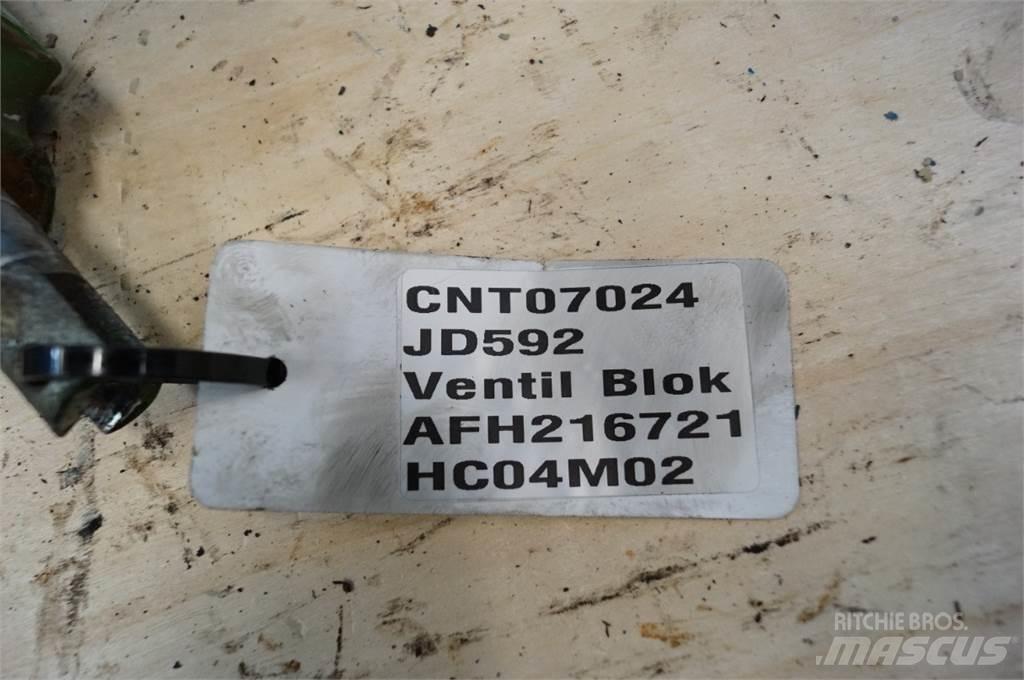 CNT07024
JD592
Ventil Blok
AFH216721
HC04M02
RITCHIE BROS.
MASCUS